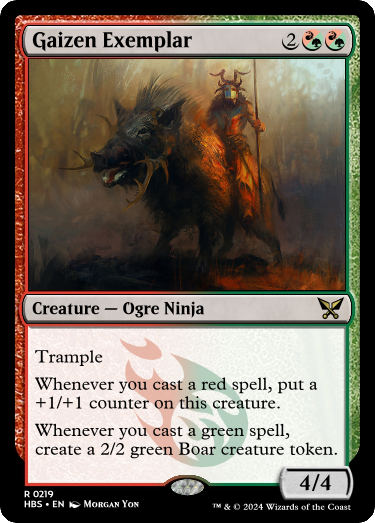 Gaizen Exemplar 2
Creature — Ogre Ninja
Trample
Whenever you cast a red spell, put a
+1/+1 counter on this creature.
Whenever you cast a green spell,
create a 2/2 green Boar creature token.
4/4
R 0219
HBS • EN Morgan Yon
™ & © 2024 Wizards of the Coast